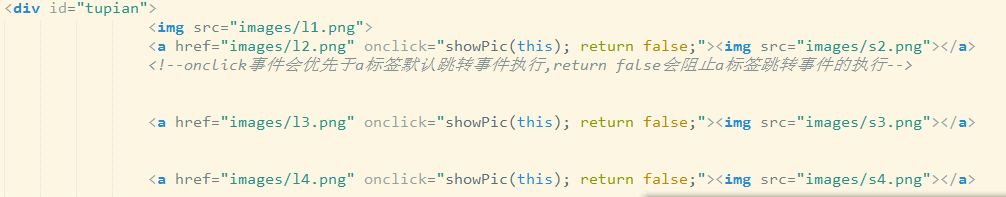 <div id="tupian">
<img src="images/l1.png">
<a href="images/l2.png" onclick="showPic(this); return false;"><img src="images/s2.png"></a>
<!--onclick事件会优先于a标签默认跳转事件执行,return false会阻止a标签跳转事件的执行-->
<a href="images/l3.png" onclick="showPic(this); return false;"><img src="images/s3.png"></a>
<a href="images/l4.png" onclick="showPic(this); return false;"><img src="images/s4.png"></a>